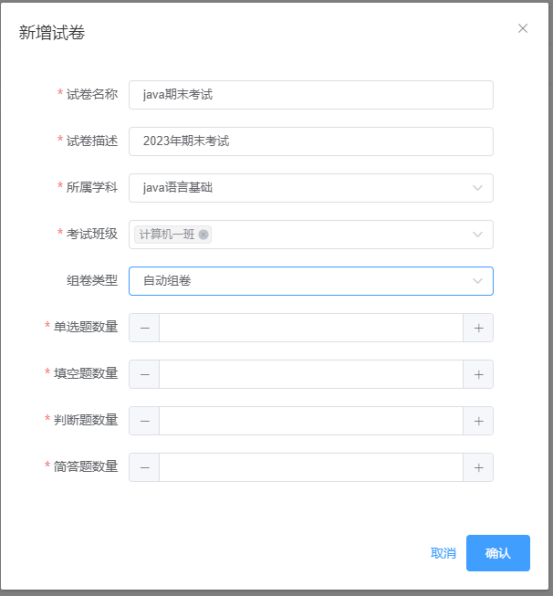 新增试卷
* 试卷名称 java期末考试
* 试卷描述 2023年期末考试
* 所属学科 java语言基础
* 考试班级 计算机一班
组卷类型 自动组卷
* 单选题数量
* 填空题数量
* 判断题数量
* 简答题数量
取消 确认